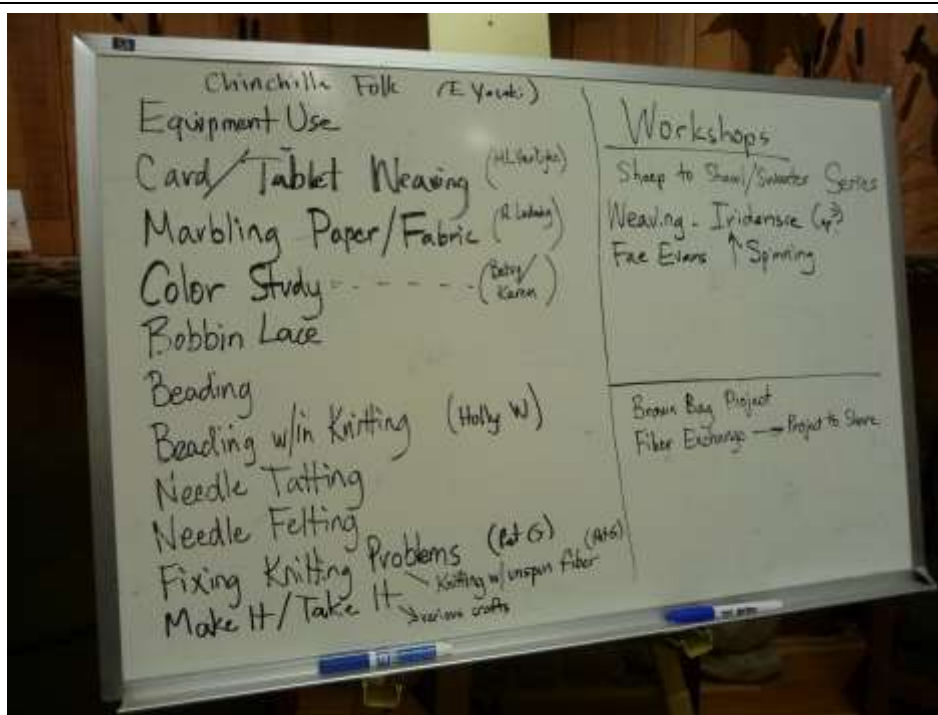 Chinchilla Folk (E Yasaki)
Equipment Use
Card/Tablet Weaving
Marbling Paper/Fabric (R Ludwig)
Color Study - - - - - - (Betsy/Karen)
Bobbin Lace
Beading
Beading w/in Knitting (Holly W)
Needle Tatting
Needle Felting
Fixing Knitting Problems (Pat G)
Knitting w/unspun fiber (Pat G)
Make It/Take It
various crafts
Workshops
Sheep to Shawl/Sweater Series
Weaving - Iridensce
Fae Evans ↑ Spinning
Brown Bag Project
Fiber Exchange → Project to Share